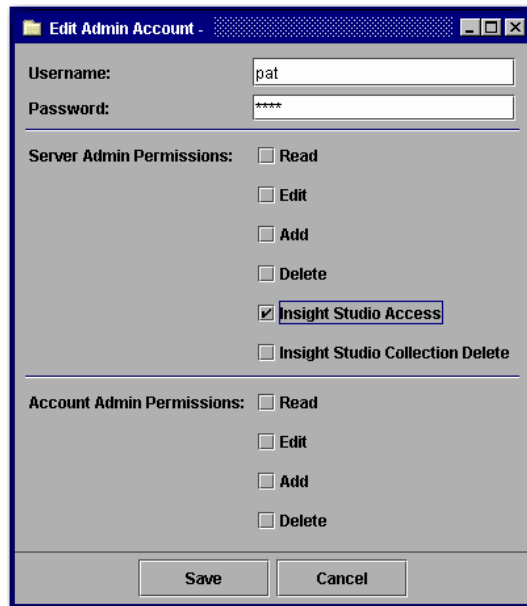 Edit Admin Account -
Username: pat
Password: ****
Server Admin Permissions: Read
Edit
Add
Delete
Insight Studio Access
Insight Studio Collection Delete
Account Admin Permissions: Read
Edit
Add
Delete
Save Cancel